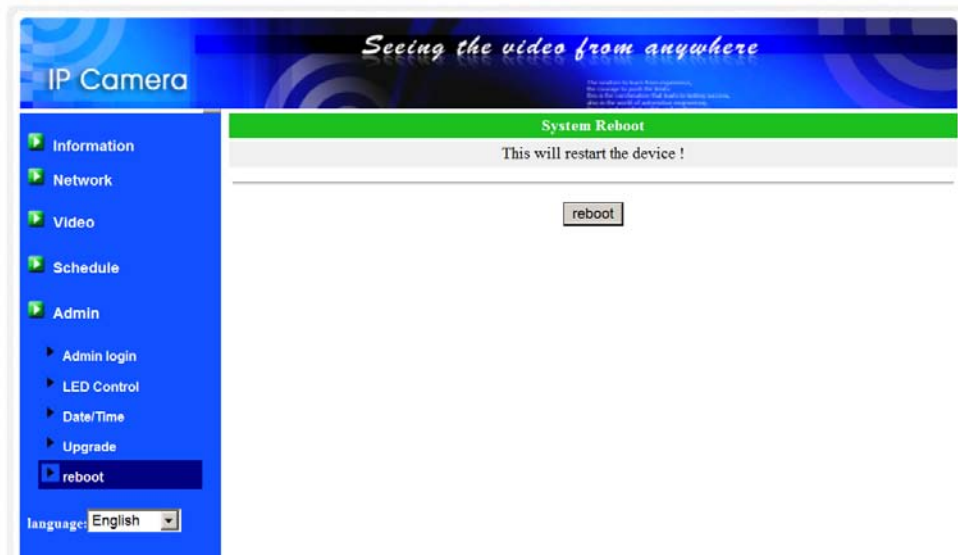 Seeing the video from anywhere
IP Camera
System Reboot
This will restart the device !
reboot
Information
Network
Video
Schedule
Admin
Admin login
LED Control
Date/Time
Upgrade
reboot
language: English